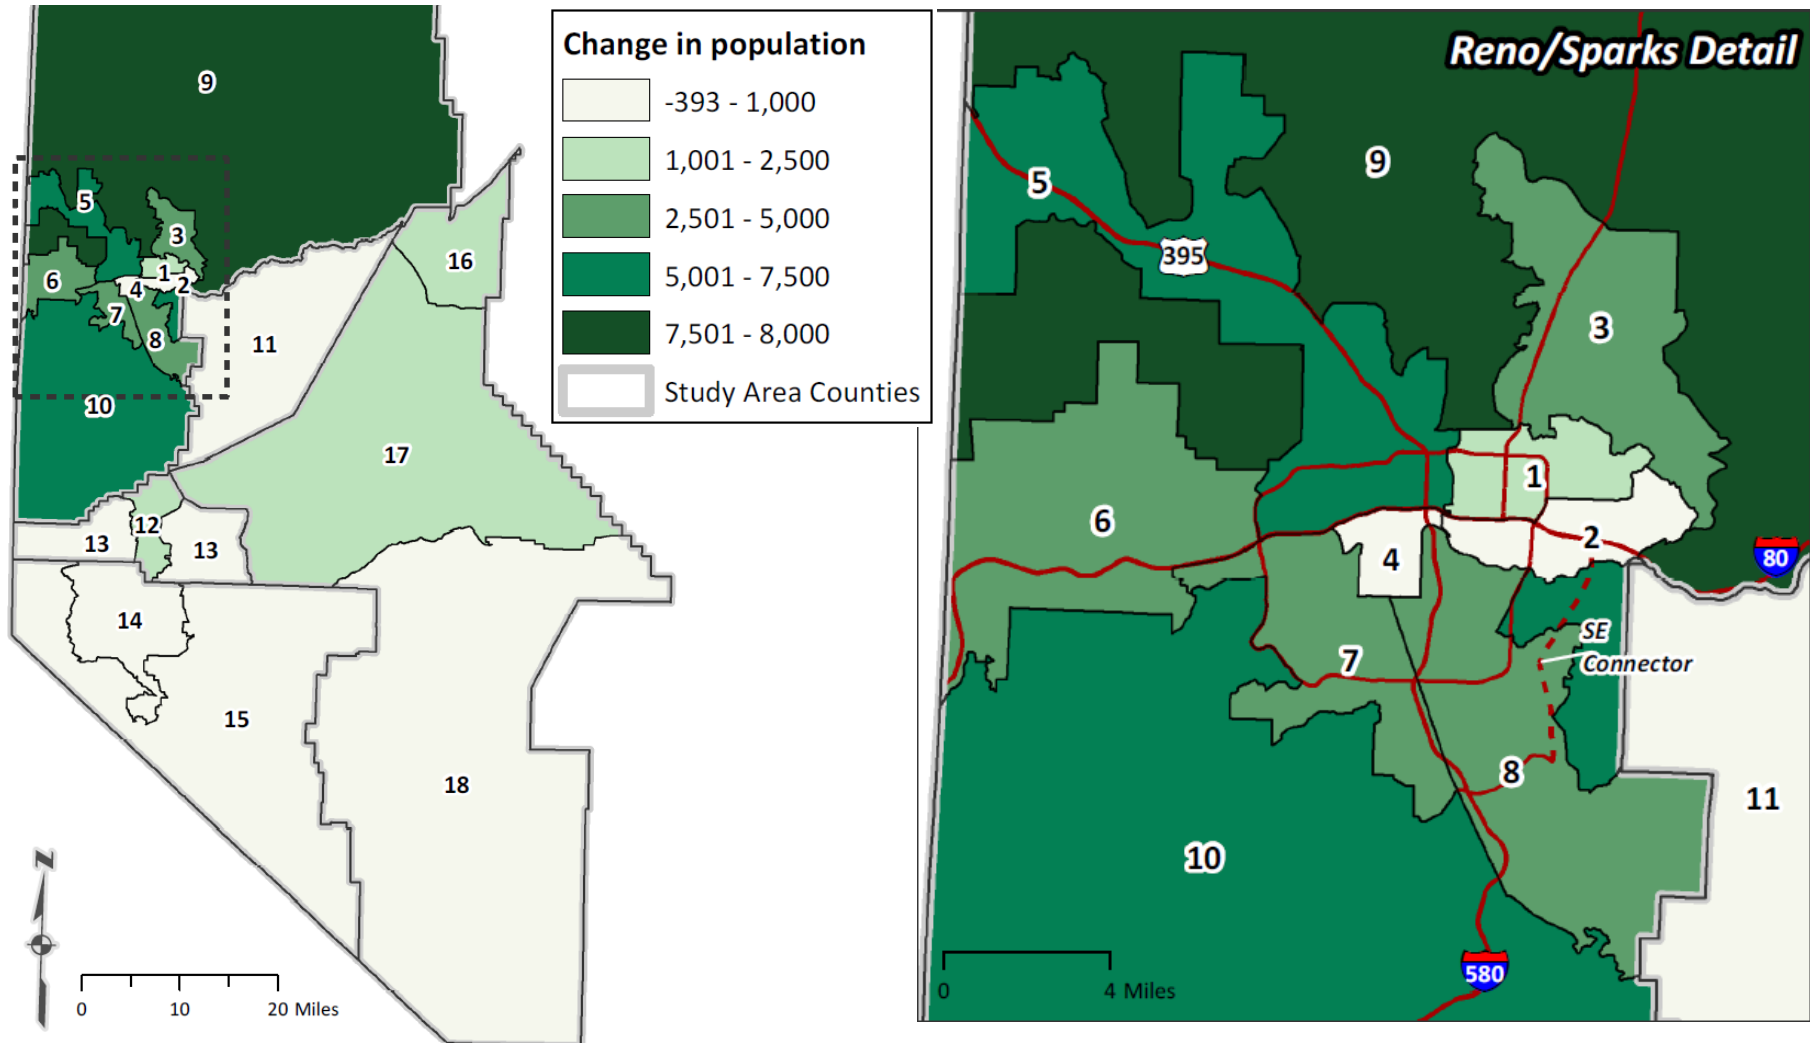 Change in population
-393 - 1,000
1,001 - 2,500
2,501 - 5,000
5,001 - 7,500
7,501 - 8,000
Study Area Counties
9
5
3
6
1
2
4
7
8
16
11
10
17
12
13
13
14
15
18
N
0 10 20 Miles
Reno/Sparks Detail
9
5
395
3
1
6
2
4
80
SE
Connector
7
8
11
10
580
0 4 Miles